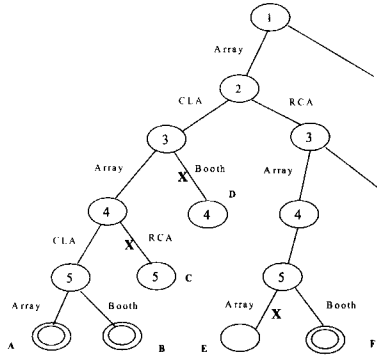 1
Array
2
CLA RCA
3 3
Array X Booth Array
D
4 4 4
CLA X RCA
5 5 C 5
Array Booth Array X Booth
A B E F